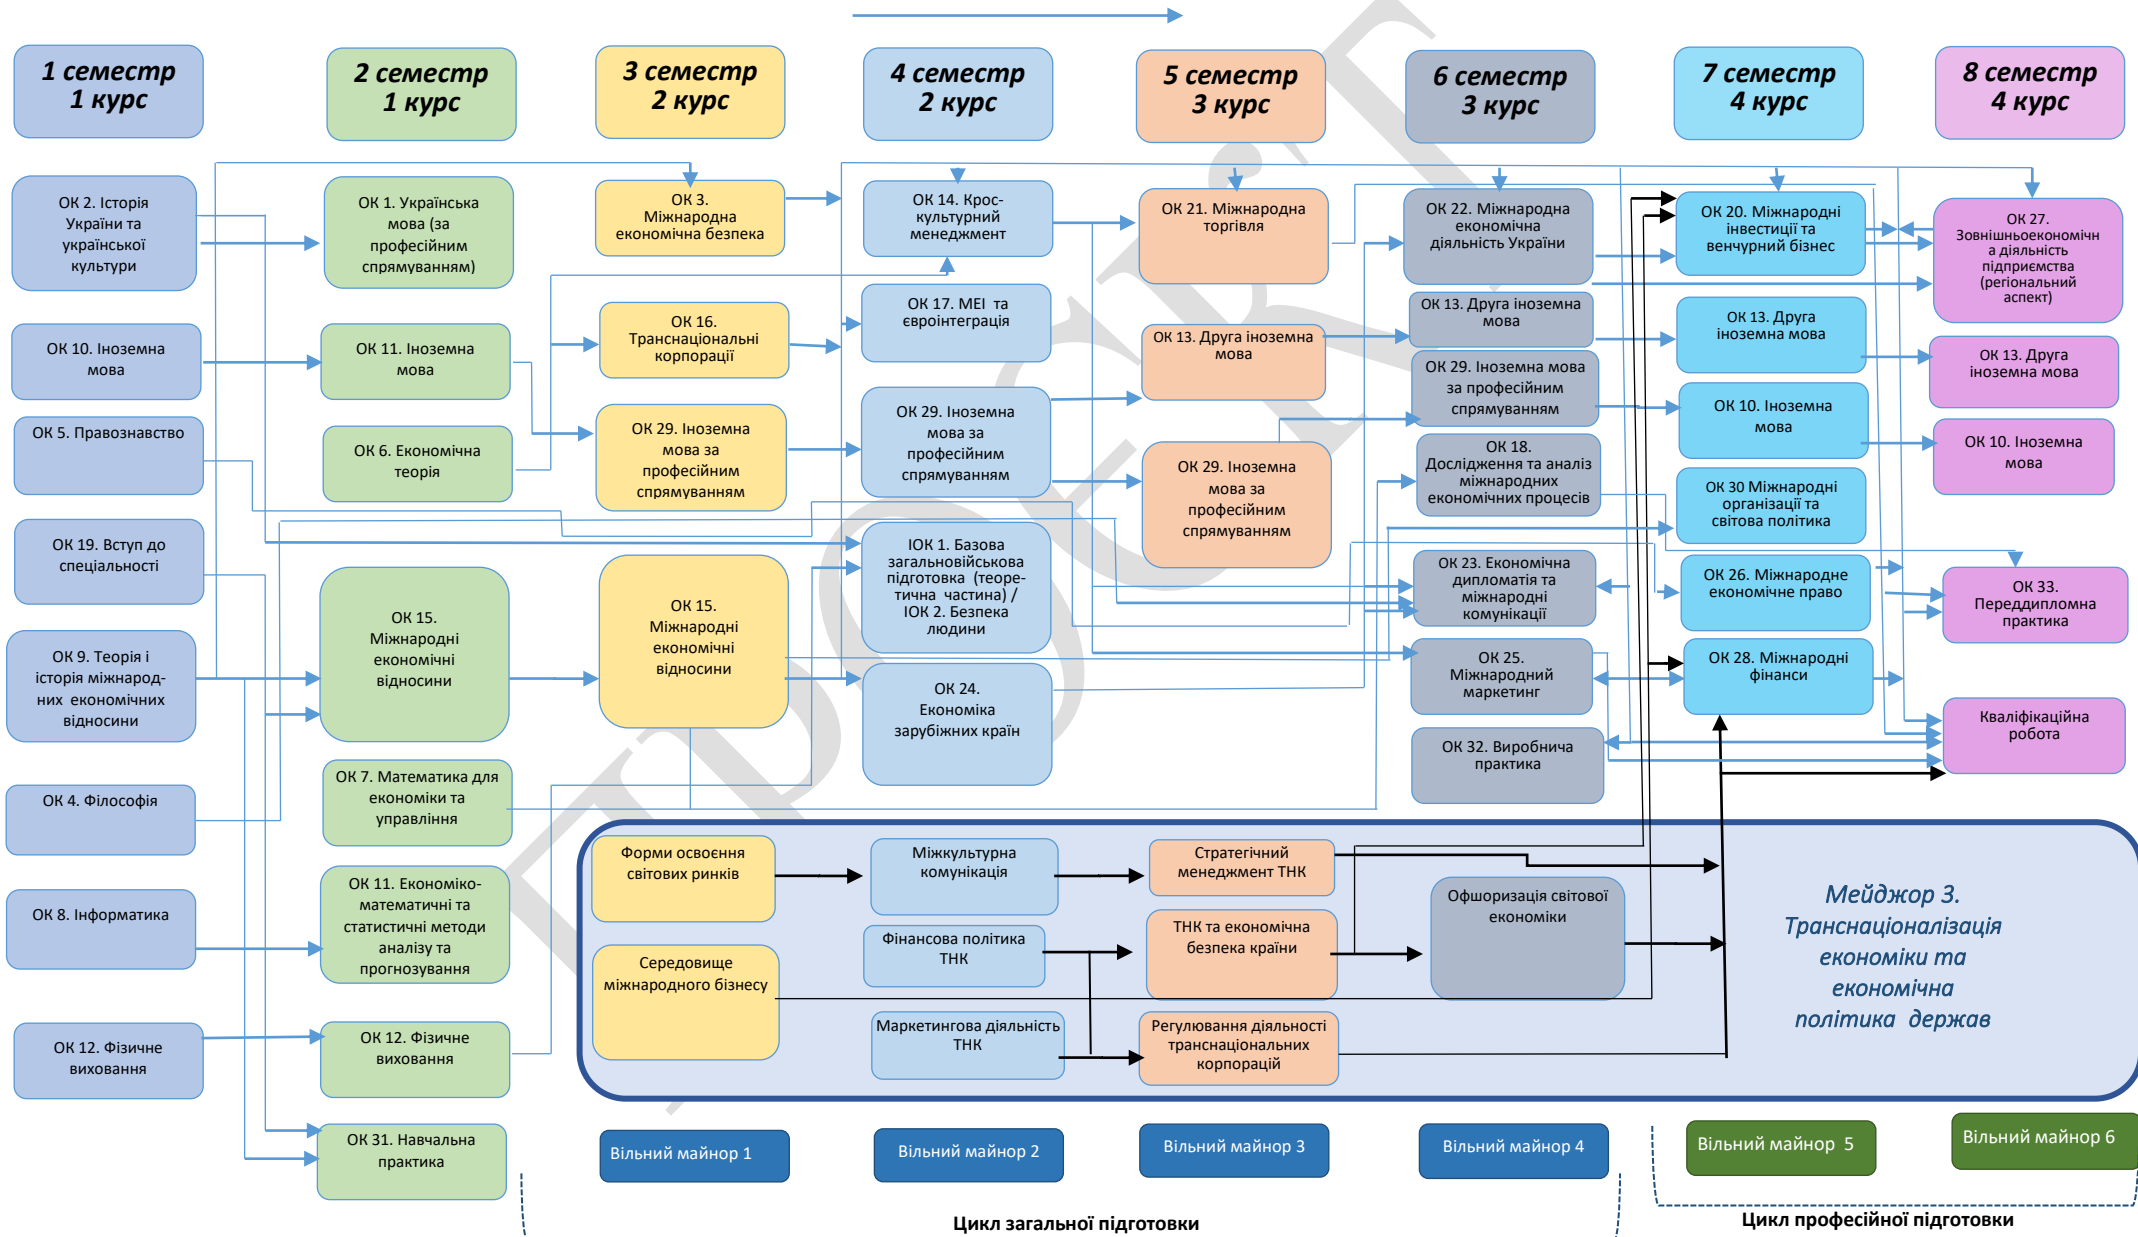 1 семестр
1 курс
2 семестр
1 курс
3 семестр
2 курс
4 семестр
2 курс
5 семестр
3 курс
6 семестр
3 курс
7 семестр
4 курс
8 семестр
4 курс
ОК 2. Історія
України та
української
культури
ОК 10. Іноземна
мова
ОК 5. Правознавство
ОК 19. Вступ до
спеціальності
ОК 9. Теорія і
історія міжнарод-
них економічних
відносини
ОК 4. Філософія
ОК 8. Інформатика
ОК 12. Фізичне
виховання
ОК 1. Українська
мова (за
професійним
спрямуванням)
ОК 11. Іноземна
мова
ОК 6. Економічна
теорія
ОК 15.
Міжнародні
економічні
відносини
ОК 7. Математика для
економіки та
управління
ОК 11. Економіко-
математичні та
статистичні методи
аналізу та
прогнозування
ОК 12. Фізичне
виховання
ОК 31. Навчальна
практика
ОК 3.
Міжнародна
економічна безпека
ОК 16.
Транснаціональні
корпорації
ОК 29. Іноземна
мова за
професійним
спрямуванням
ОК 15.
Міжнародні
економічні
відносини
ОК 14. Крос-
культурний
менеджмент
ОК 17. МЕІ та
євроінтеграція
ОК 29. Іноземна
мова за
професійним
спрямуванням
ІОК 1. Базова
загальновійськова
підготовка (теоре-
тична частина) /
ІОК 2. Безпека
людини
ОК 24.
Економіка
зарубіжних країн
ОК 21. Міжнародна
торгівля
ОК 13. Друга іноземна
мова
ОК 29. Іноземна
мова за
професійним
спрямуванням
ОК 22. Міжнародна
економічна
діяльність України
ОК 13. Друга іноземна
мова
ОК 29. Іноземна мова
за професійним
спрямуванням
ОК 18.
Дослідження та аналіз
міжнародних
економічних процесів
ОК 23. Економічна
дипломатія та
міжнародні
комунікації
ОК 25.
Міжнародний
маркетинг
ОК 32. Виробнича
практика
ОК 20. Міжнародні
інвестиції та
венчурний бізнес
ОК 13. Друга
іноземна мова
ОК 10. Іноземна
мова
ОК 30 Міжнародні
організації та
світова політика
ОК 26. Міжнародне
економічне право
ОК 28. Міжнародні
фінанси
ОК 27.
Зовнішньоекономічн
а діяльність
підприємства
(регіональний
аспект)
ОК 13. Друга
іноземна мова
ОК 10. Іноземна
мова
ОК 33.
Переддипломна
практика
Кваліфікаційна
робота
Форми освоєння
світових ринків
Середовище
міжнародного бізнесу
Міжкультурна
комунікація
Фінансова політика
ТНК
Маркетингова діяльність
ТНК
Стратегічний
менеджмент ТНК
ТНК та економічна
безпека країни
Регулювання діяльності
транснаціональних
корпорацій
Офшоризація світової
економіки
Мейджор 3.
Транснаціоналізація
економіки та
економічна
політика держав
Вільний майнор 1
Вільний майнор 2
Вільний майнор 3
Вільний майнор 4
Вільний майнор 5
Вільний майнор 6
Цикл загальної підготовки
Цикл професійної підготовки
ПРОЄКТ